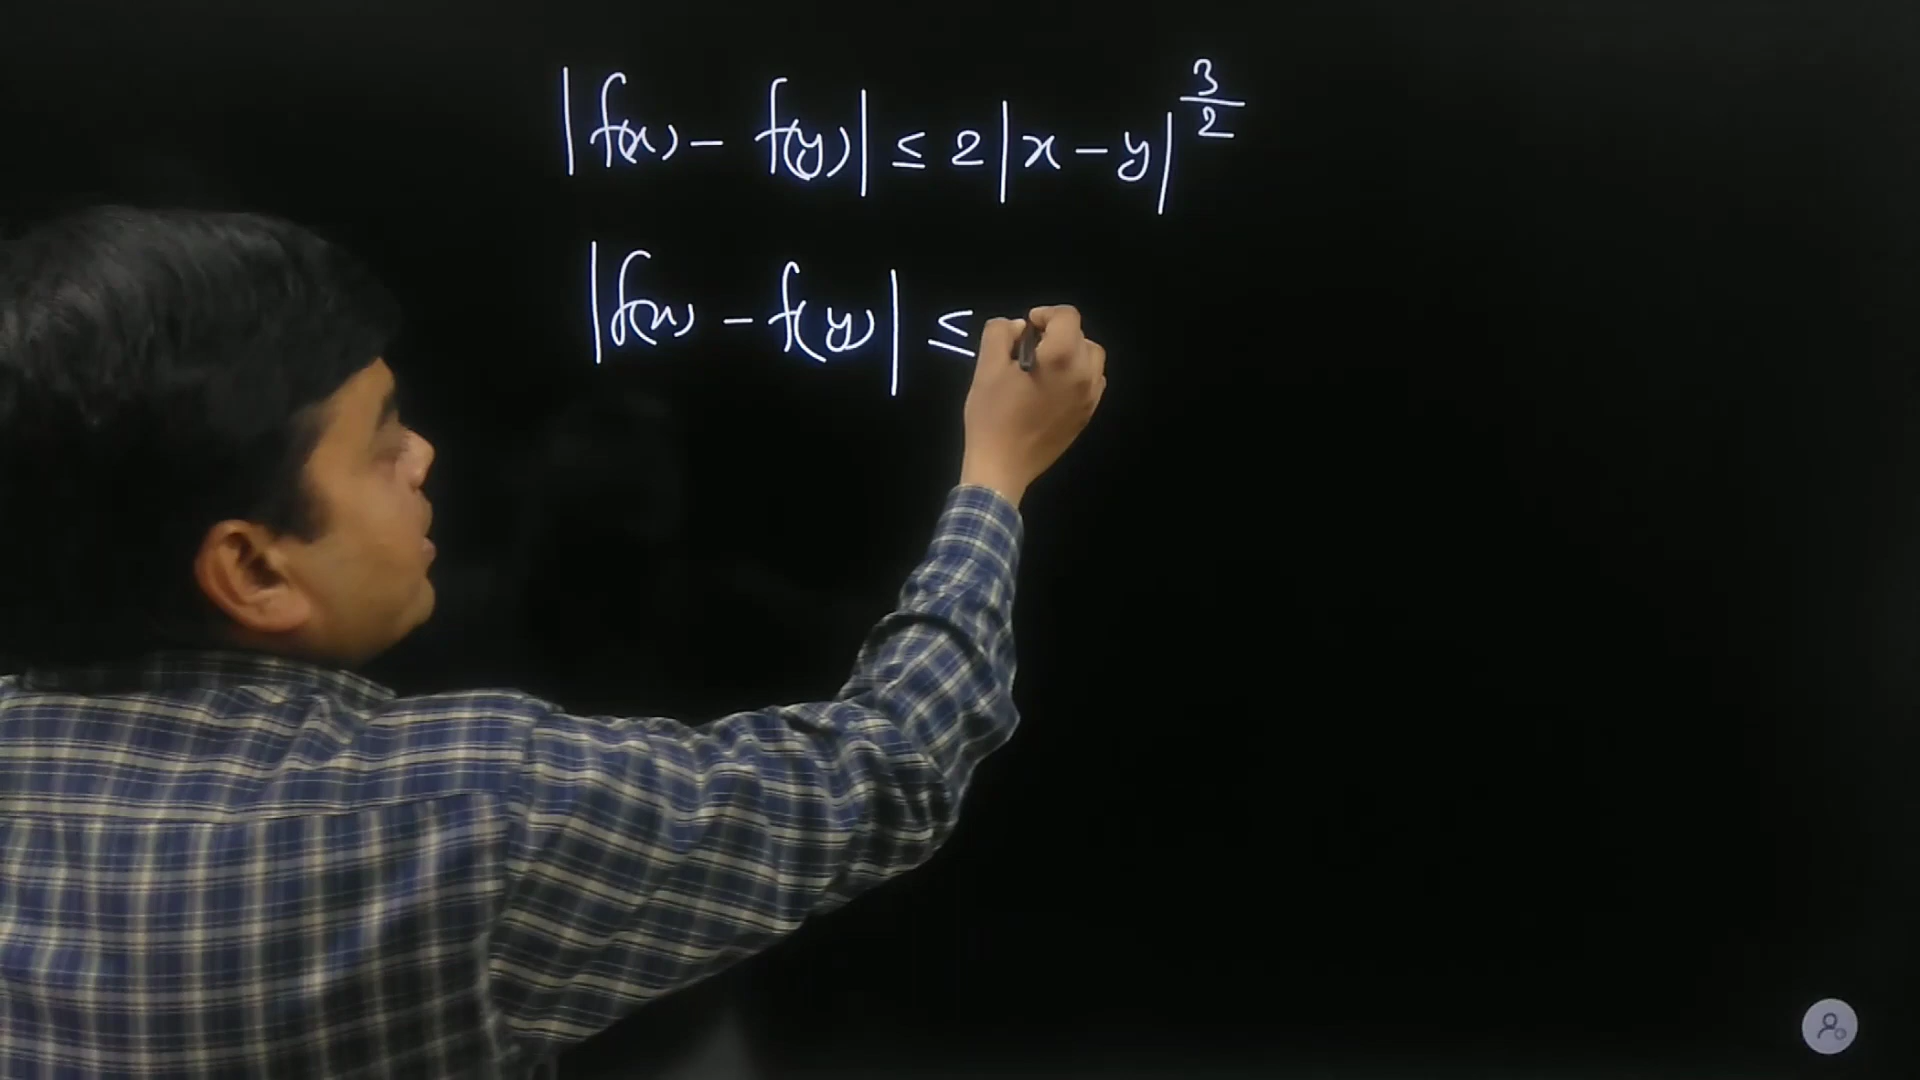 |f(x) - f(y)| ≤ 2|x - y|^{3/2}
|f(x) - f(y)| ≤